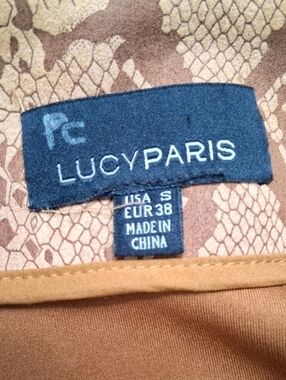 PC
LUCYPARIS
USA S
EUR 38
MADE IN
CHINA